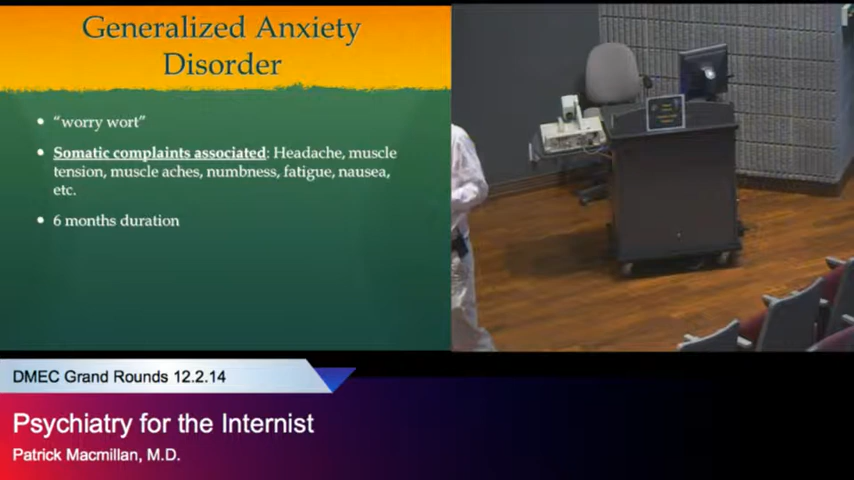 Generalized Anxiety
Disorder
• “worry wort”
• Somatic complaints associated: Headache, muscle
tension, muscle aches, numbness, fatigue, nausea,
etc.
• 6 months duration
DMEC Grand Rounds 12.2.14
Psychiatry for the Internist
Patrick Macmillan, M.D.